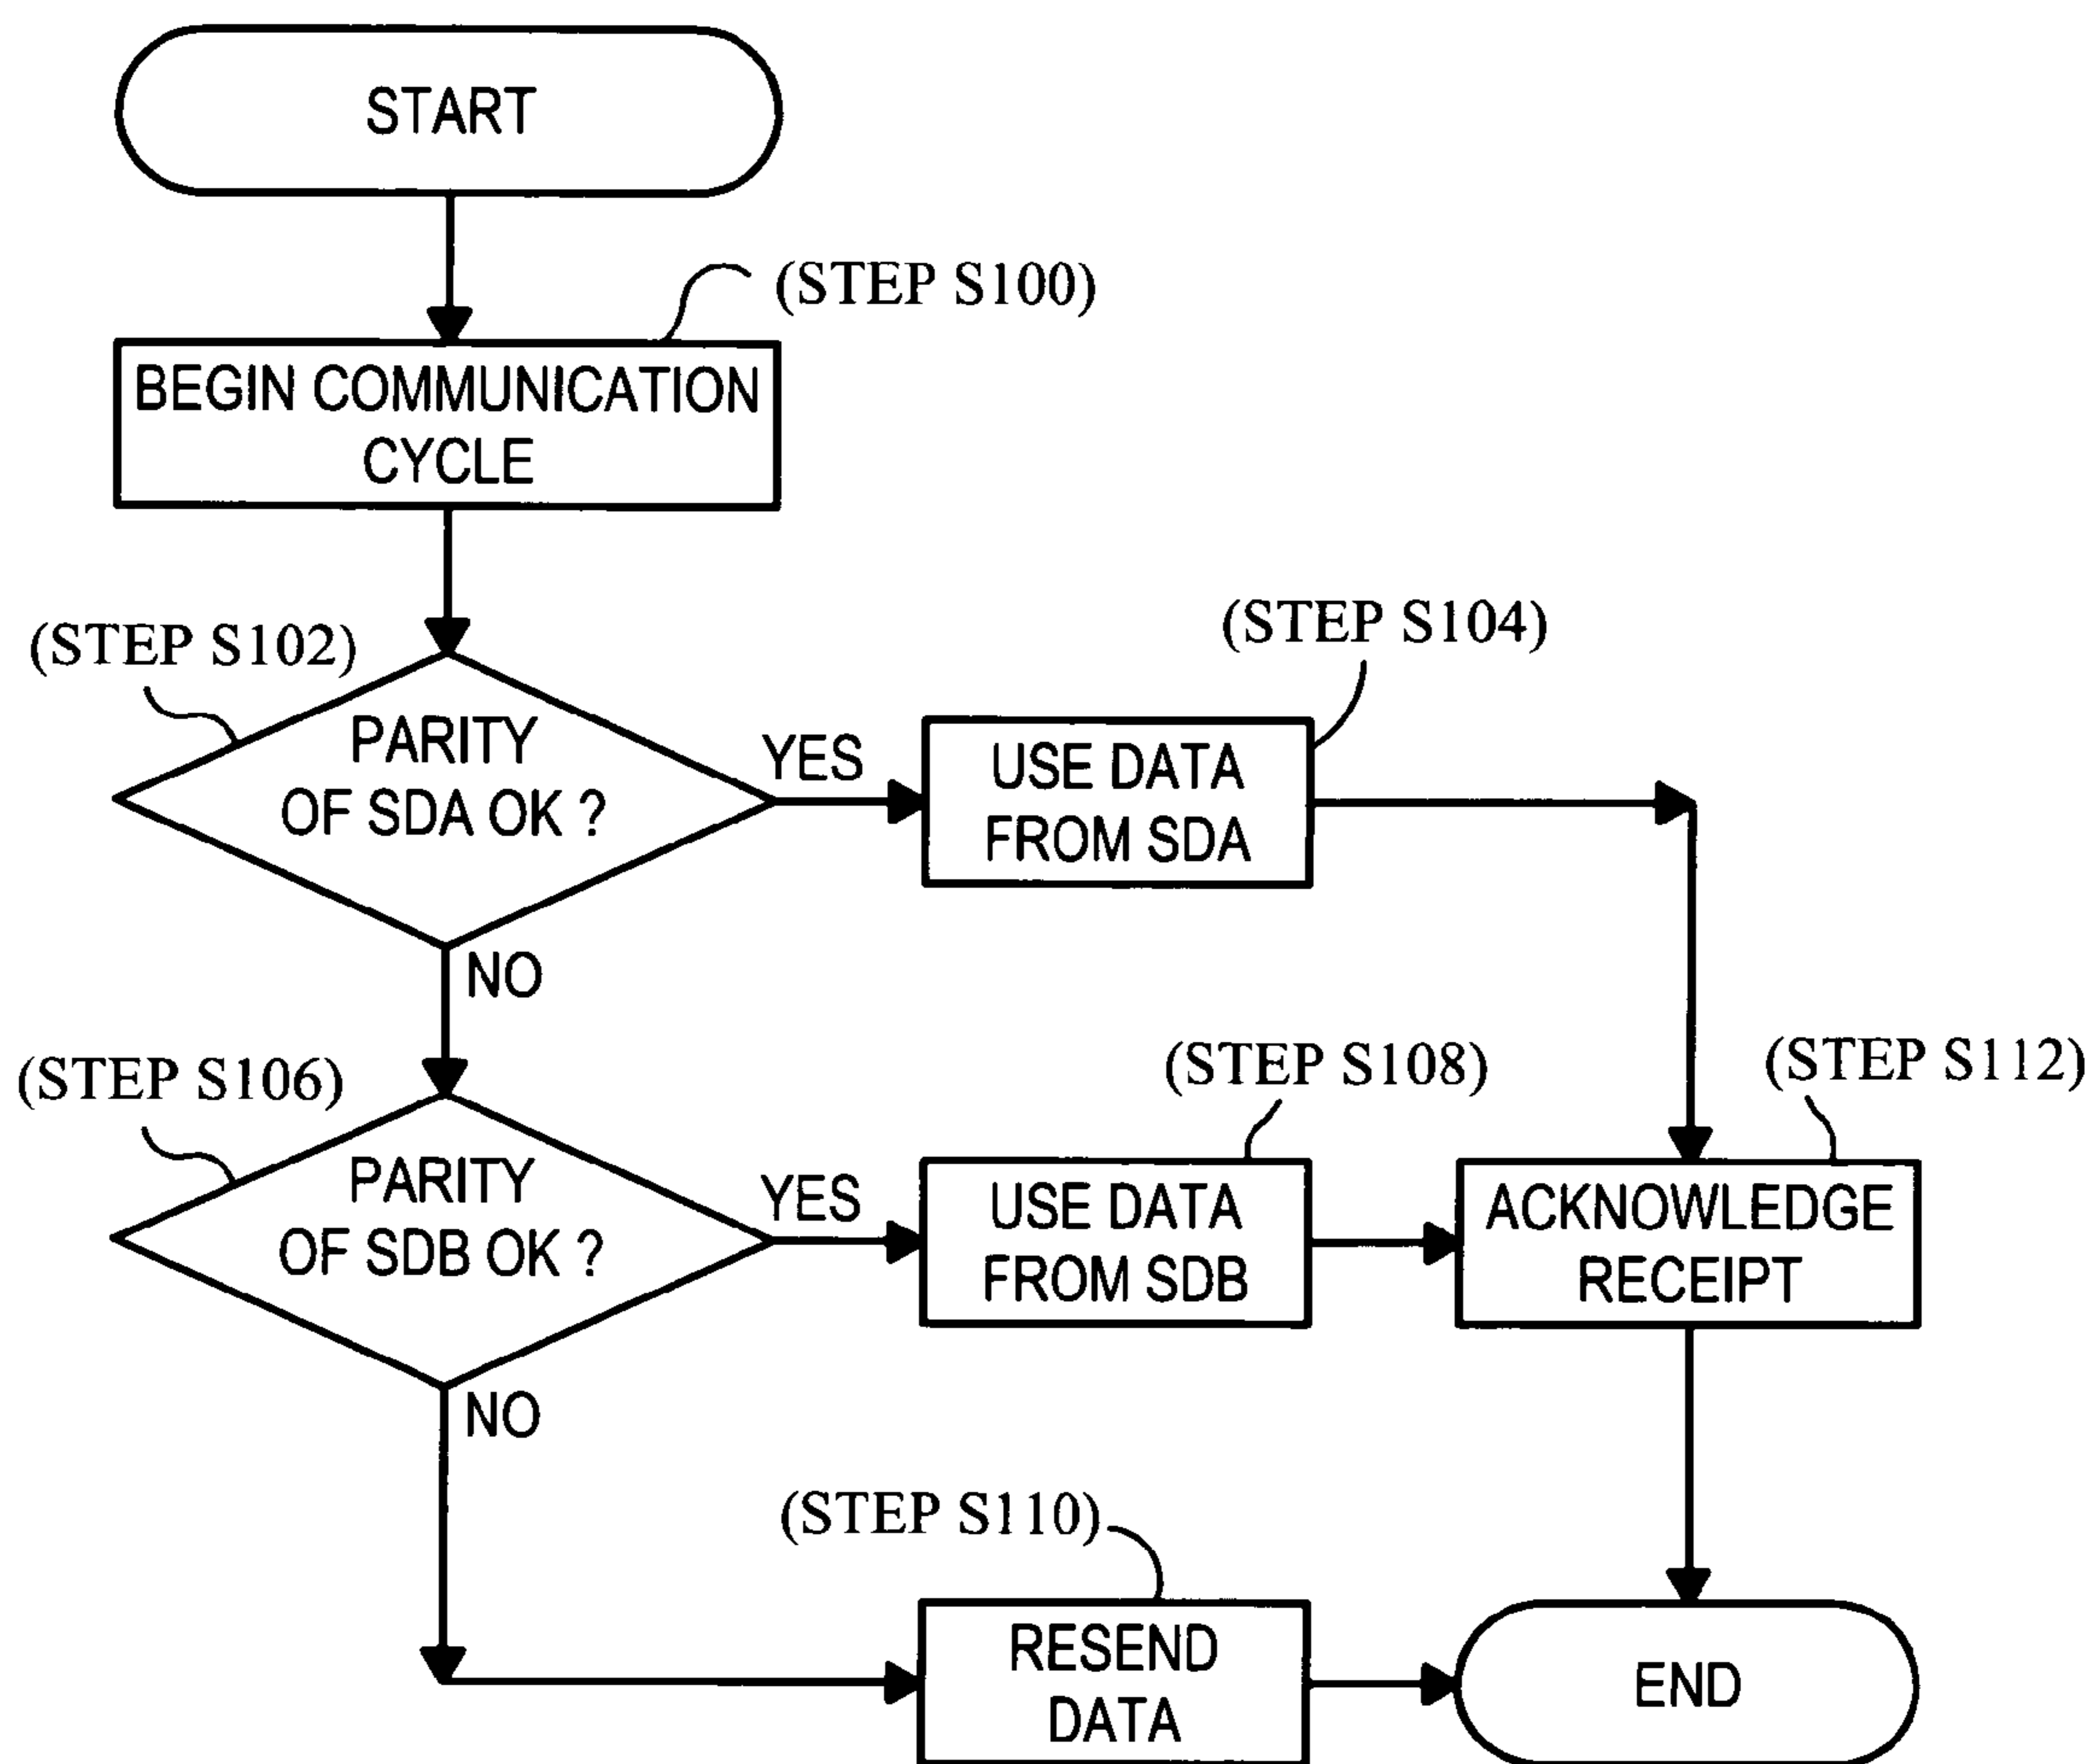 START
(STEP S100)
BEGIN COMMUNICATION
CYCLE
(STEP S102)
PARITY
OF SDA OK ?
YES
(STEP S104)
USE DATA
FROM SDA
NO
(STEP S106)
PARITY
OF SDB OK ?
YES
(STEP S108)
USE DATA
FROM SDB
(STEP S112)
ACKNOWLEDGE
RECEIPT
NO
(STEP S110)
RESEND
DATA
END